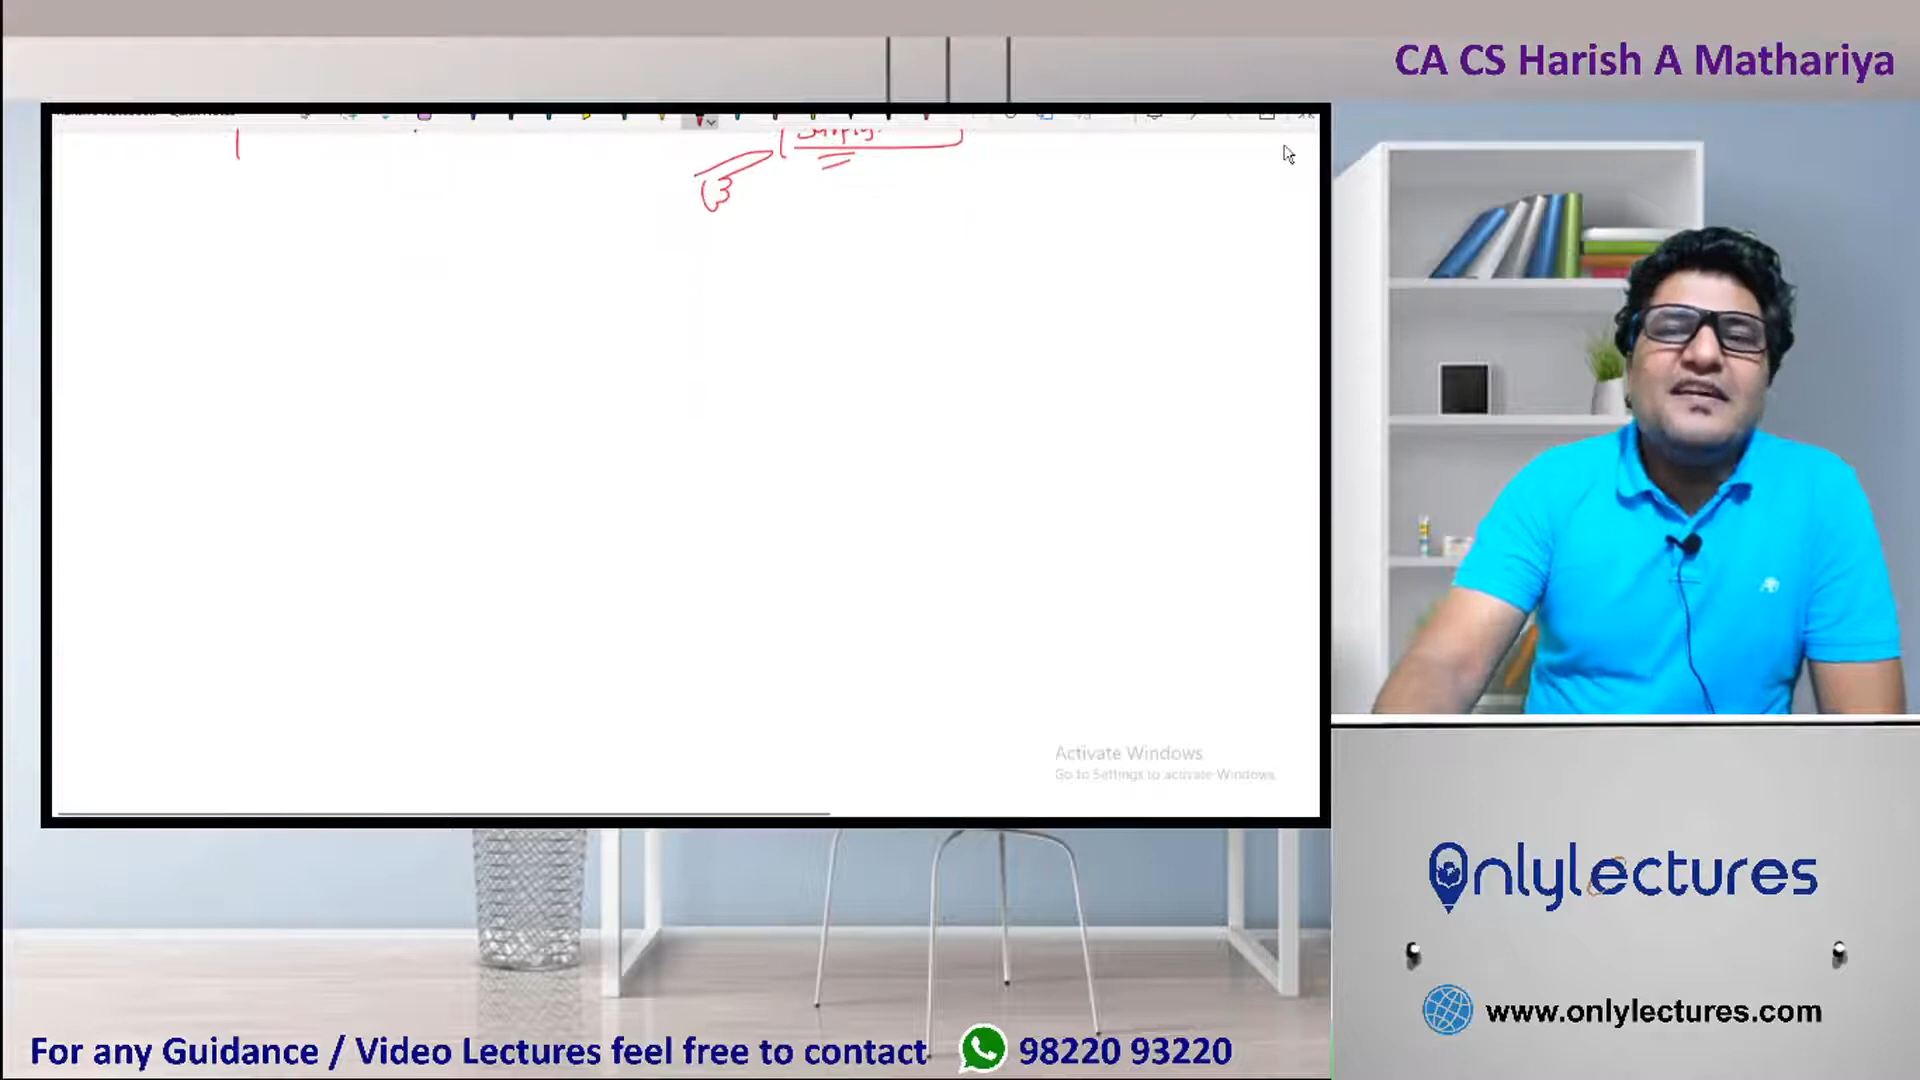 CA CS Harish A Mathariya
Activate Windows
Go to Settings to activate Windows.
Onlylectures
www.onlylectures.com
For any Guidance / Video Lectures feel free to contact 98220 93220